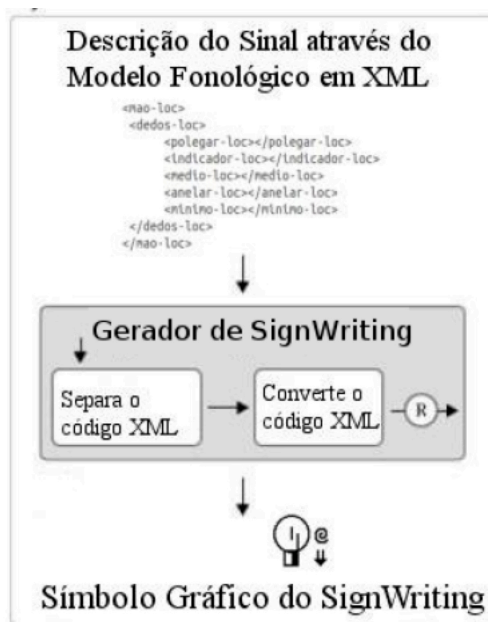 Descrição do Sinal através do
Modelo Fonológico em XML
<mao-loc>
<dedos-loc>
<polegar-loc></polegar-loc>
<indicador-loc></indicador-loc>
<medio-loc></medio-loc>
<anelar-loc></anelar-loc>
<minimo-loc></minimo-loc>
</dedos-loc>
</mao-loc>
Gerador de SignWriting
Separa o
código XML
Converte o
código XML
R
Símbolo Gráfico do SignWriting